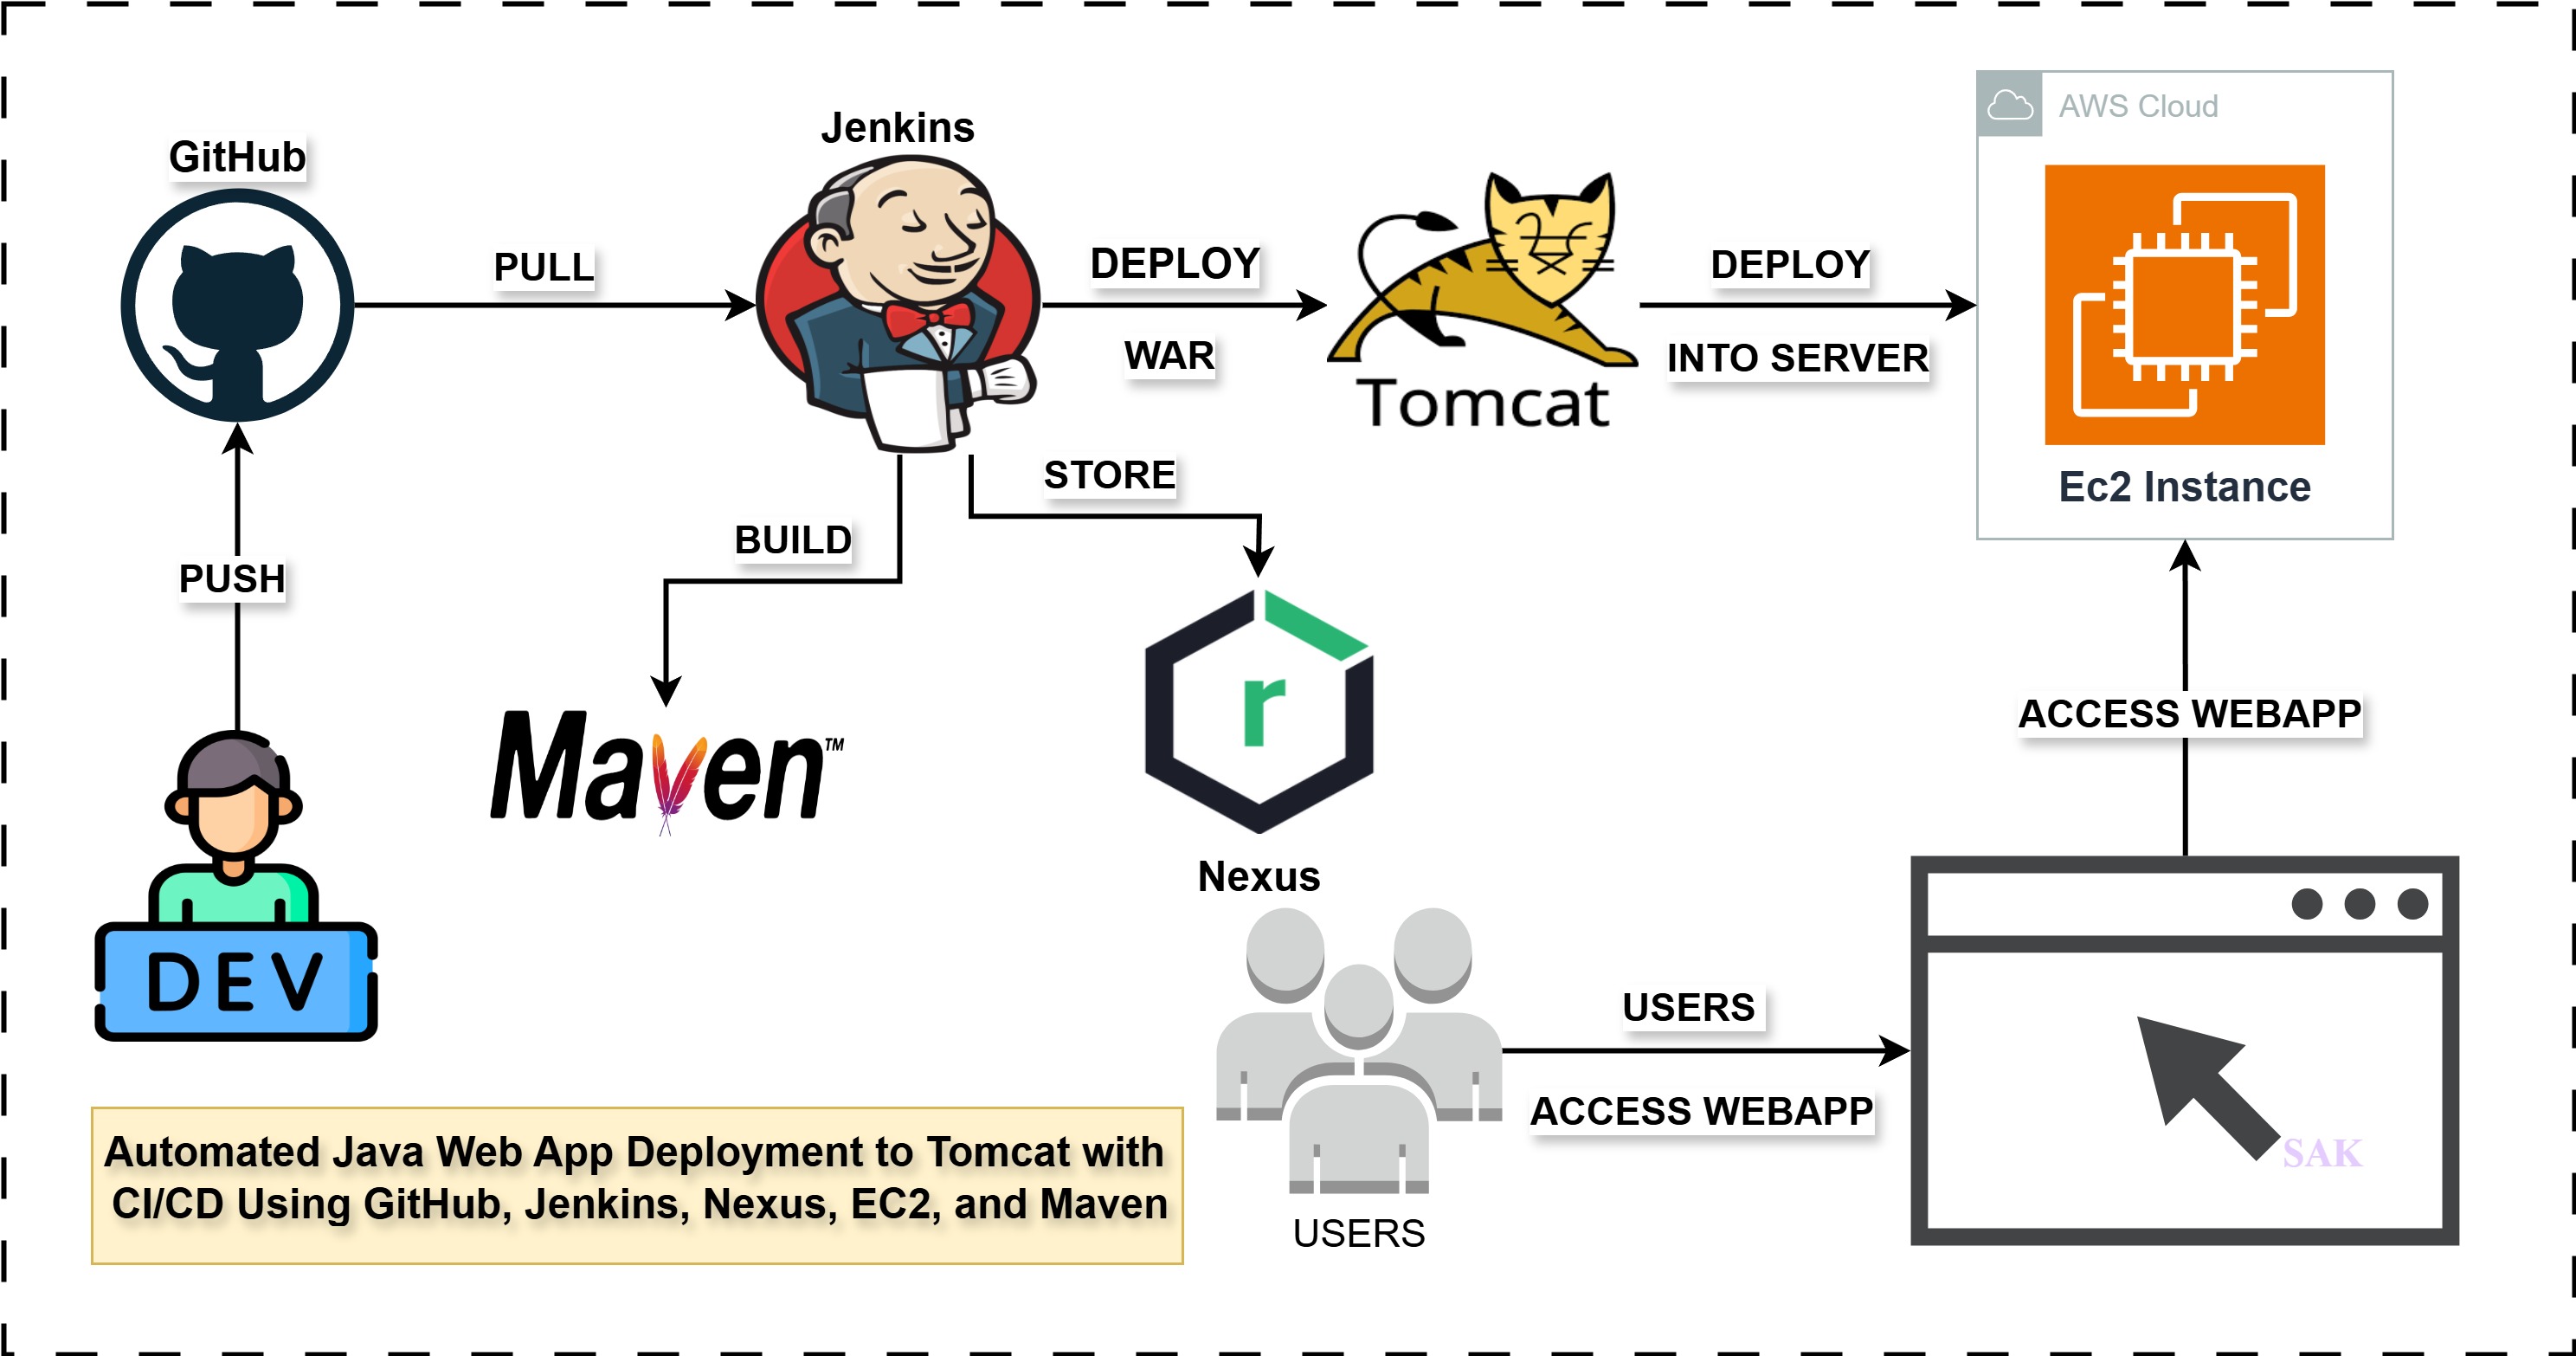 AWS Cloud
Jenkins
GitHub
PULL
DEPLOY
WAR
Tomcat
DEPLOY
INTO SERVER
Ec2 Instance
STORE
BUILD
PUSH
r
Maven™
ACCESS WEBAPP
Nexus
DEV
USERS
ACCESS WEBAPP
SAK
USERS
Automated Java Web App Deployment to Tomcat with
CI/CD Using GitHub, Jenkins, Nexus, EC2, and Maven